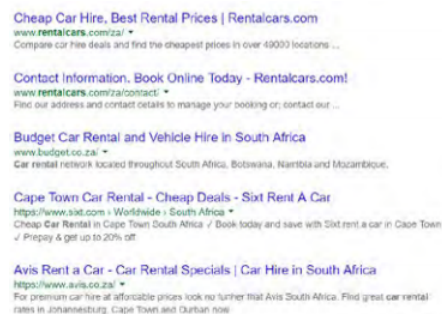 Cheap Car Hire, Best Rental Prices | Rentalcars.com
www.rentalcars.com/za/
Compare car hire deals and find the cheapest prices in over 49000 locations ...
Contact Information, Book Online Today - Rentalcars.com!
www.rentalcars.com/za/contact/
Find our address and contact details to manage your booking or; contact our ...
Budget Car Rental and Vehicle Hire in South Africa
www.budget.co.za/
Car rental network located throughout South Africa, Botswana, Namibia and Mozambique.
Cape Town Car Rental - Cheap Deals - Sixt Rent A Car
https://www.sixt.com › Worldwide › South Africa
Cheap Car Rental in Cape Town South Africa √ Book today and save with Sixt rent a car in Cape Town
√ Prepay & get up to 20% off
Avis Rent a Car - Car Rental Specials | Car Hire in South Africa
https://www.avis.co.za/
For premium car hire at affordable prices look no further that Avis South Africa. Find great car rental
rates in Johannesburg, Cape Town and Durban now